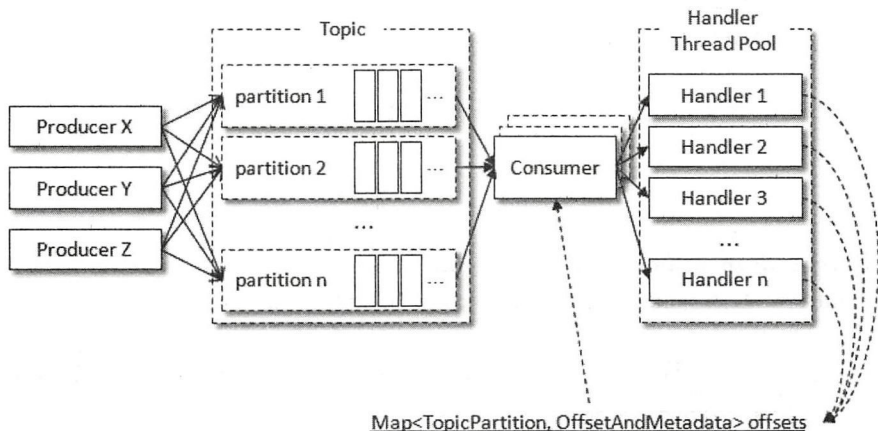 Topic
Handler
Thread Pool
Producer X
Producer Y
Producer Z
partition 1
...
partition 2
...
...
partition n
...
Consumer
Handler 1
Handler 2
Handler 3
...
Handler n
Map<TopicPartition, OffsetAndMetadata> offsets